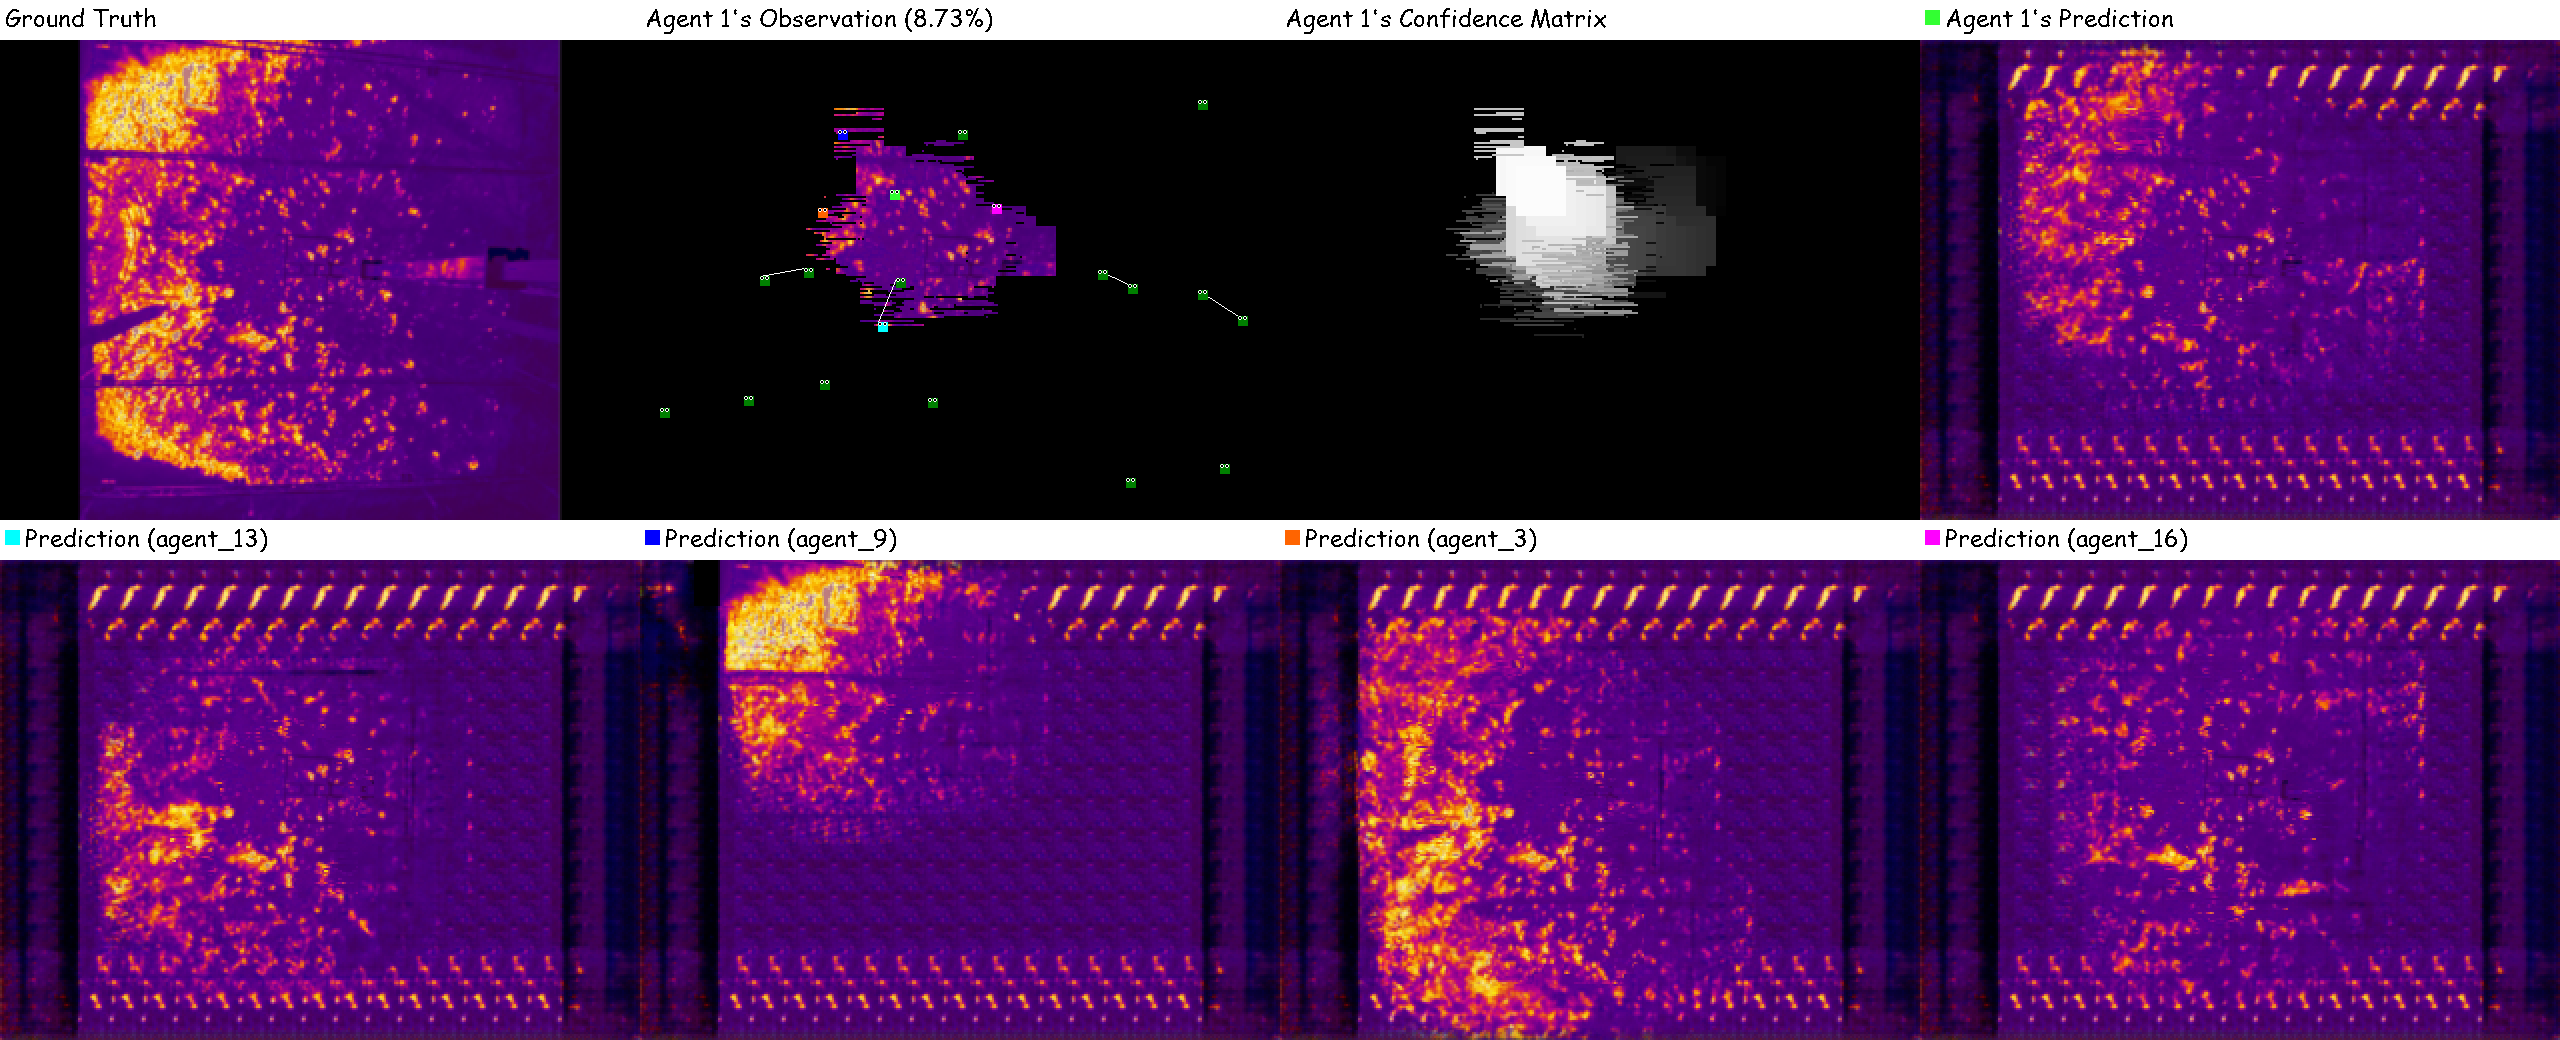 Ground Truth
Agent 1's Observation (8.73%)
Agent 1's Confidence Matrix
Agent 1's Prediction
Prediction (agent_13)
Prediction (agent_9)
Prediction (agent_3)
Prediction (agent_16)